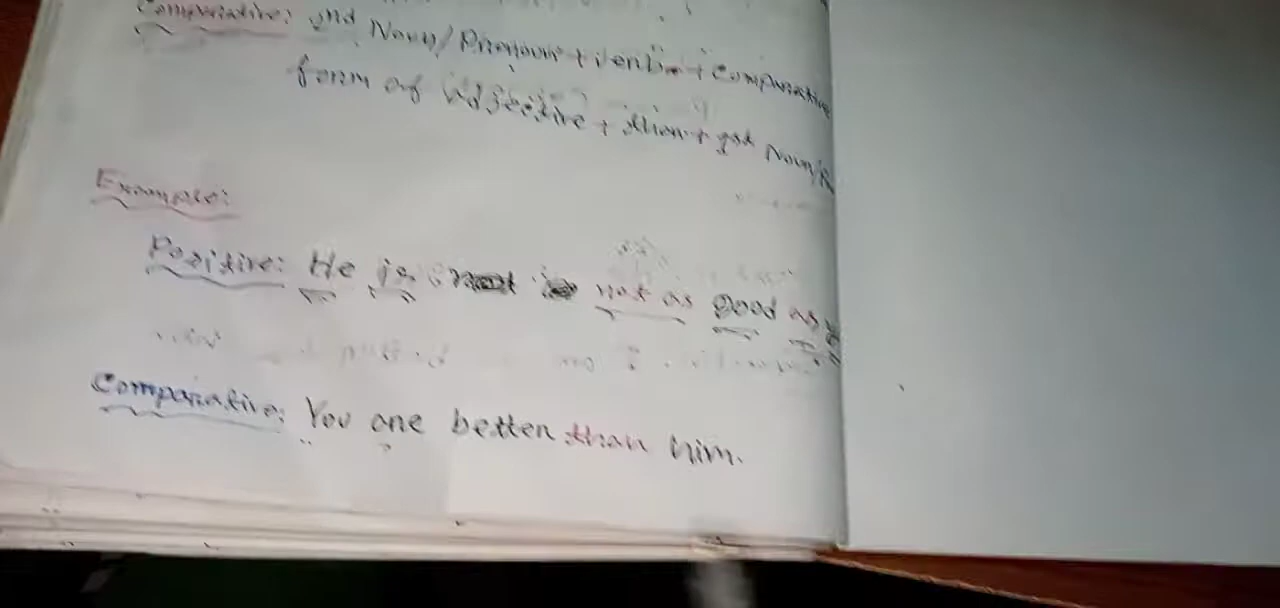 Comparative: 2nd Noun/Pronoun + verb + Comparative
form of Adjective + than + 1st Noun/
Example:
Positive: He is not as good as
Comparative: You are better than him.